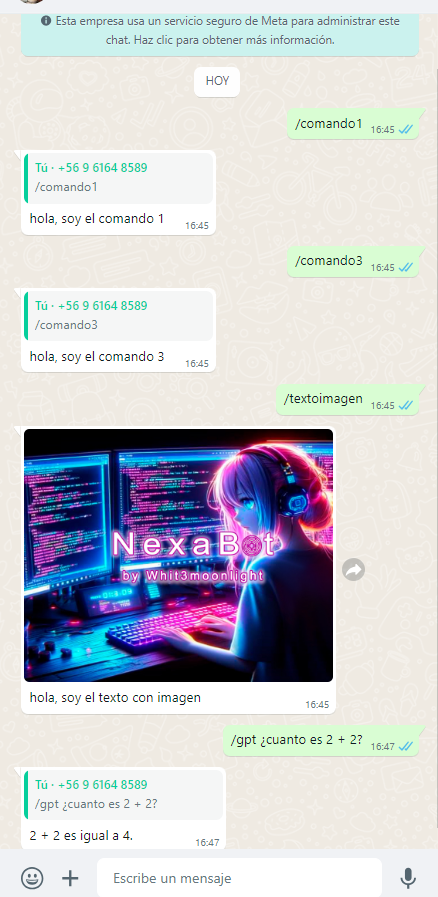 Esta empresa usa un servicio seguro de Meta para administrar este
chat. Haz clic para obtener más información.
HOY
/comando1 16:45
Tú · +56 9 6164 8589
/comando1
hola, soy el comando 1 16:45
/comando3 16:45
Tú · +56 9 6164 8589
/comando3
hola, soy el comando 3 16:45
/textoimagen 16:45
NexaBot
by Whit3moonlight
hola, soy el texto con imagen 16:45
/gpt ¿cuanto es 2 + 2? 16:47
Tú · +56 9 6164 8589
/gpt ¿cuanto es 2 + 2?
2 + 2 es igual a 4. 16:47
Escribe un mensaje